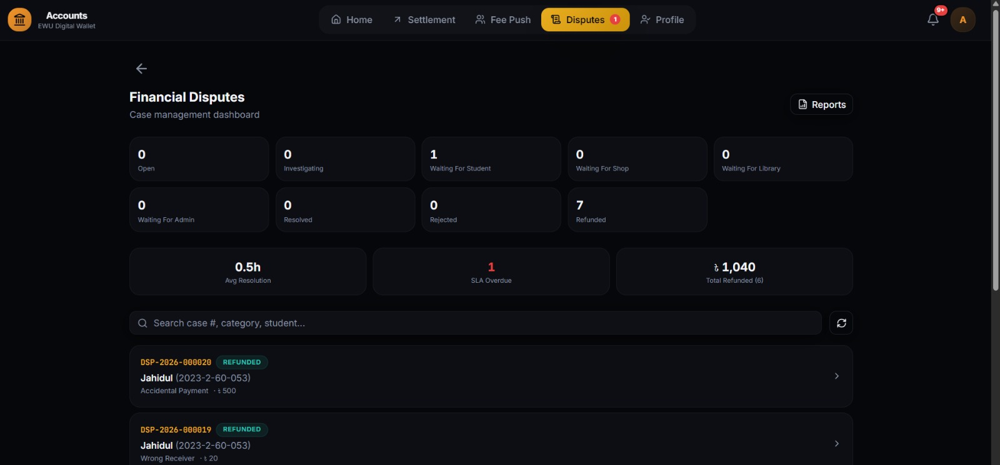 Accounts
EWU Digital Wallet
Home
Settlement
Fee Push
Disputes 1
Profile
9+
A
Financial Disputes
Case management dashboard
Reports
0
Open
0
Investigating
1
Waiting For Student
0
Waiting For Shop
0
Waiting For Library
0
Waiting For Admin
0
Resolved
0
Rejected
7
Refunded
0.5h
Avg Resolution
1
SLA Overdue
৳ 1,040
Total Refunded (6)
Search case #, category, student...
DSP-2026-000020 REFUNDED
Jahidul (2023-2-60-053)
Accidental Payment · ৳ 500
DSP-2026-000019 REFUNDED
Jahidul (2023-2-60-053)
Wrong Receiver · ৳ 20